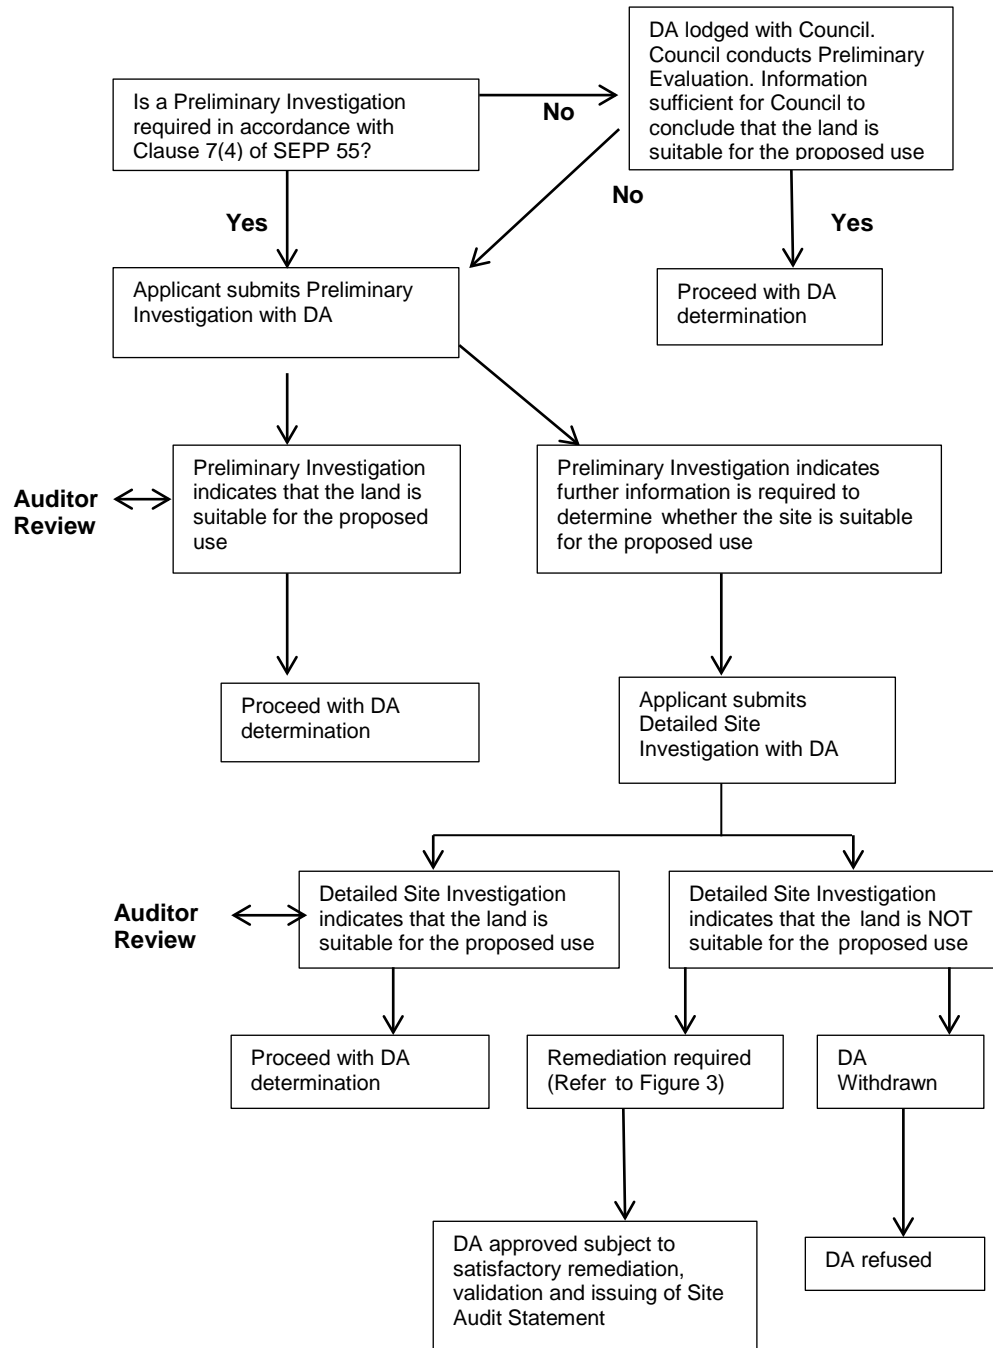 DA lodged with Council.
Council conducts Preliminary
Evaluation. Information
sufficient for Council to
conclude that the land is
suitable for the proposed use
Is a Preliminary Investigation
required in accordance with
Clause 7(4) of SEPP 55?
No
No
Yes
Yes
Applicant submits Preliminary
Investigation with DA
Proceed with DA
determination
Auditor
Review
Preliminary Investigation
indicates that the land is
suitable for the proposed
use
Preliminary Investigation indicates
further information is required to
determine whether the site is suitable
for the proposed use
Proceed with DA
determination
Applicant submits
Detailed Site
Investigation with DA
Auditor
Review
Detailed Site Investigation
indicates that the land is
suitable for the proposed use
Detailed Site Investigation
indicates that the land is NOT
suitable for the proposed use
Proceed with DA
determination
Remediation required
(Refer to Figure 3)
DA
Withdrawn
DA approved subject to
satisfactory remediation,
validation and issuing of Site
Audit Statement
DA refused